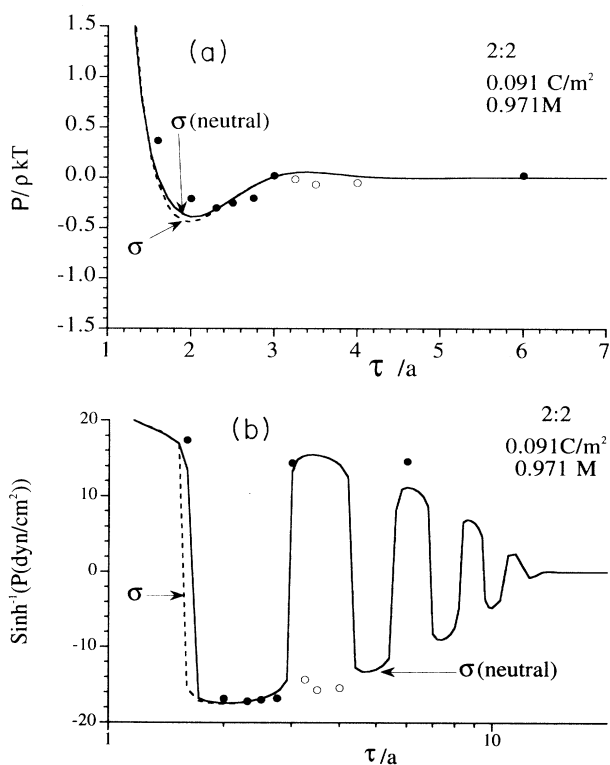 (a)
2:2
0.091 C/m²
0.971M
σ(neutral)
σ
P/ρkT
1.5
1.0
0.5
0.0
-0.5
-1.0
-1.5
1 2 3 4 5 6 7
τ /a
(b)
2:2
0.091C/m²
0.971 M
σ
σ(neutral)
Sinh⁻¹(P(dyn/cm²))
20
10
0
-10
-20
1 10
τ/a